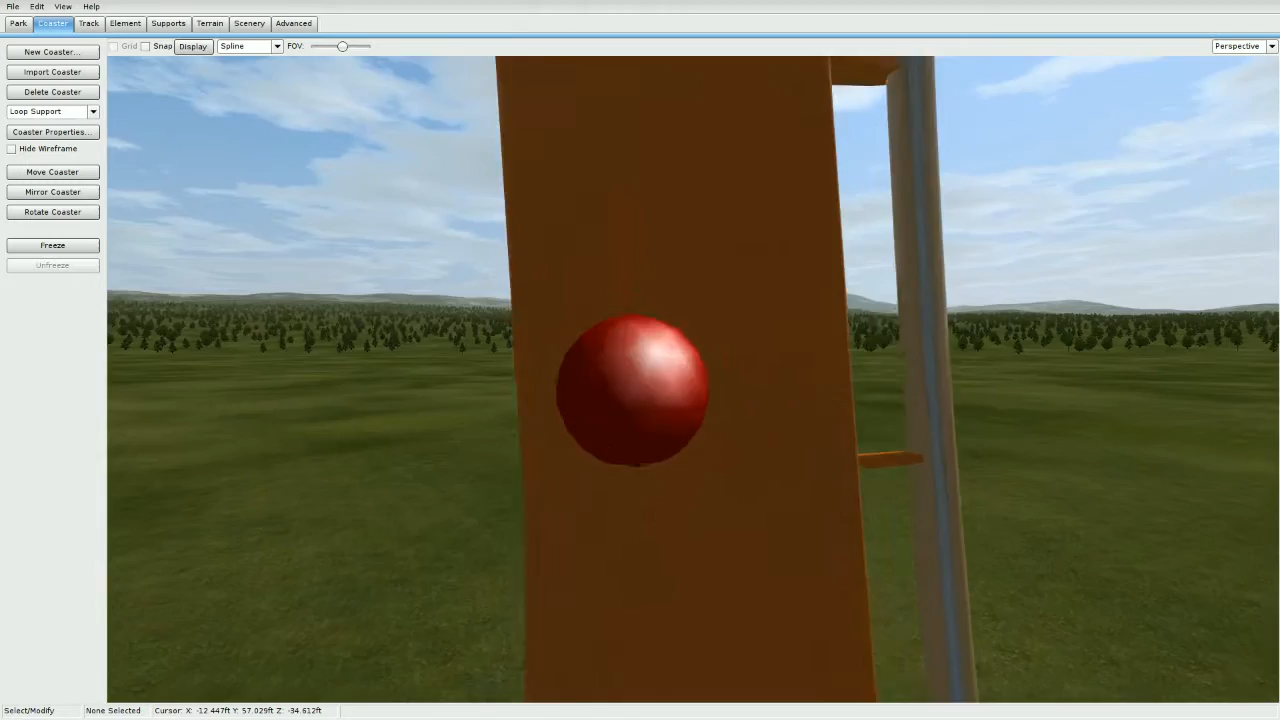 File Edit View Help
Park Coaster Track Element Supports Terrain Scenery Advanced
Grid Snap Display Spline FOV: Perspective
New Coaster...
Import Coaster
Delete Coaster
Loop Support
Coaster Properties...
Hide Wireframe
Move Coaster
Mirror Coaster
Rotate Coaster
Freeze
Unfreeze
Select/Modify None Selected Cursor: X: -12.447ft Y: 57.029ft Z: -34.612ft